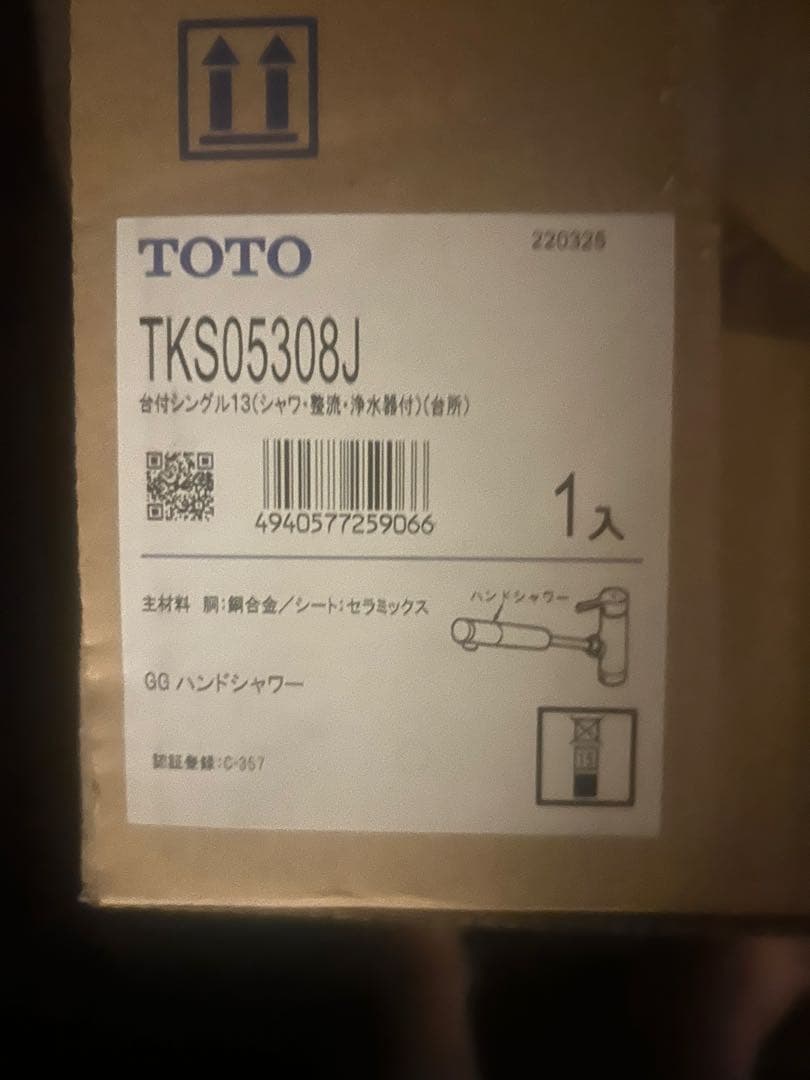 TOTO
220325
TKS05308J
台付シングル13(シャワ・整流・浄水器付)(台所)
4940577259066
1入
主材料 胴:銅合金/シート:セラミックス
ハンドシャワー
GG ハンドシャワー
認証登録:C-357